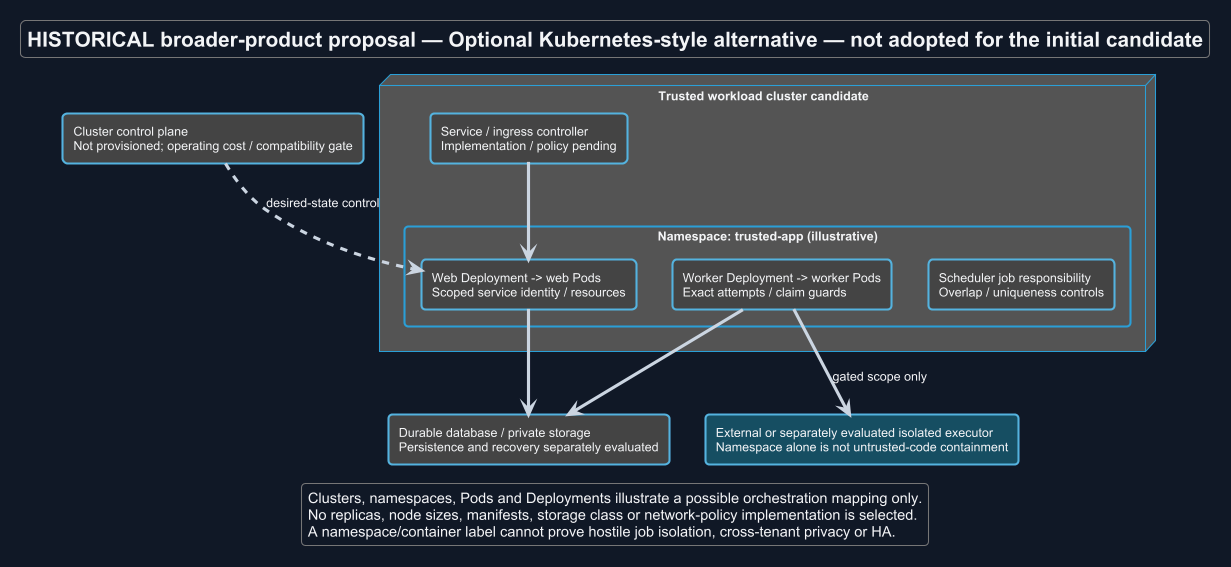 HISTORICAL broader-product proposal — Optional Kubernetes-style alternative — not adopted for the initial candidate
Trusted workload cluster candidate
Cluster control plane
Not provisioned; operating cost / compatibility gate
Service / ingress controller
Implementation / policy pending
desired-state control
Namespace: trusted-app (illustrative)
Web Deployment -> web Pods
Scoped service identity / resources
Worker Deployment -> worker Pods
Exact attempts / claim guards
Scheduler job responsibility
Overlap / uniqueness controls
gated scope only
Durable database / private storage
Persistence and recovery separately evaluated
External or separately evaluated isolated executor
Namespace alone is not untrusted-code containment
Clusters, namespaces, Pods and Deployments illustrate a possible orchestration mapping only.
No replicas, node sizes, manifests, storage class or network-policy implementation is selected.
A namespace/container label cannot prove hostile job isolation, cross-tenant privacy or HA.